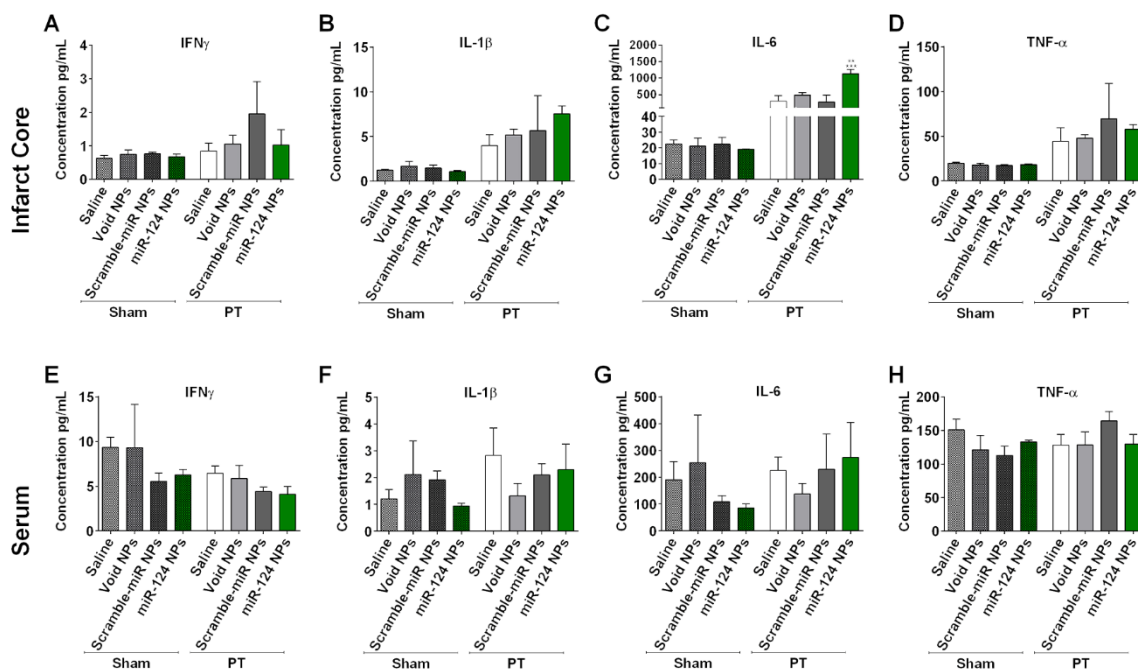 A
IFNγ
Concentration pg/mL
4
3
2
1
0
Saline
Void NPs
Scramble-miR NPs
miR-124 NPs
Saline
Void NPs
Scramble-miR NPs
miR-124 NPs
Sham
PT
B
IL-1β
Concentration pg/mL
15
10
5
0
Saline
Void NPs
Scramble-miR NPs
miR-124 NPs
Saline
Void NPs
Scramble-miR NPs
miR-124 NPs
Sham
PT
C
IL-6
Concentration pg/mL
2000
1500
1000
500
40
30
20
10
0
Saline
Void NPs
Scramble-miR NPs
miR-124 NPs
Saline
Void NPs
Scramble-miR NPs
miR-124 NPs
Sham
PT
D
TNF-α
Concentration pg/mL
150
100
50
0
Saline
Void NPs
Scramble-miR NPs
miR-124 NPs
Saline
Void NPs
Scramble-miR NPs
miR-124 NPs
Sham
PT
Infarct Core
E
IFNγ
Concentration pg/mL
15
10
5
0
Saline
Void NPs
Scramble-miR NPs
miR-124 NPs
Saline
Void NPs
Scramble-miR NPs
miR-124 NPs
Sham
PT
F
IL-1β
Concentration pg/mL
5
4
3
2
1
0
Saline
Void NPs
Scramble-miR NPs
miR-124 NPs
Saline
Void NPs
Scramble-miR NPs
miR-124 NPs
Sham
PT
G
IL-6
Concentration pg/mL
500
400
300
200
100
0
Saline
Void NPs
Scramble-miR NPs
miR-124 NPs
Saline
Void NPs
Scramble-miR NPs
miR-124 NPs
Sham
PT
H
TNF-α
Concentration pg/mL
200
150
100
50
0
Saline
Void NPs
Scramble-miR NPs
miR-124 NPs
Saline
Void NPs
Scramble-miR NPs
miR-124 NPs
Sham
PT
Serum